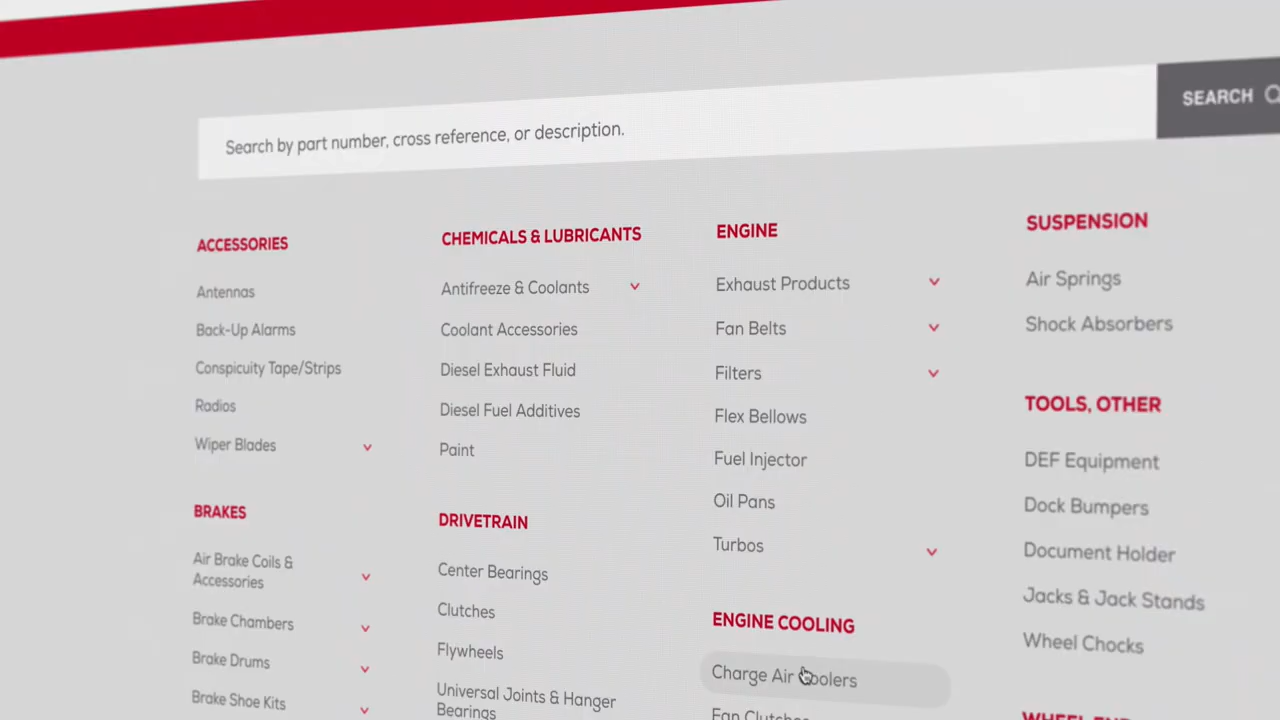 Search by part number, cross reference, or description.
SEARCH
ACCESSORIES
Antennas
Back-Up Alarms
Conspicuity Tape/Strips
Radios
Wiper Blades
BRAKES
Air Brake Coils &
Accessories
Brake Chambers
Brake Drums
Brake Shoe Kits
CHEMICALS & LUBRICANTS
Antifreeze & Coolants
Coolant Accessories
Diesel Exhaust Fluid
Diesel Fuel Additives
Paint
DRIVETRAIN
Center Bearings
Clutches
Flywheels
Universal Joints & Hanger
Bearings
ENGINE
Exhaust Products
Fan Belts
Filters
Flex Bellows
Fuel Injector
Oil Pans
Turbos
ENGINE COOLING
Charge Air Coolers
Fan Clutches
SUSPENSION
Air Springs
Shock Absorbers
TOOLS, OTHER
DEF Equipment
Dock Bumpers
Document Holder
Jacks & Jack Stands
Wheel Chocks
WHEEL END